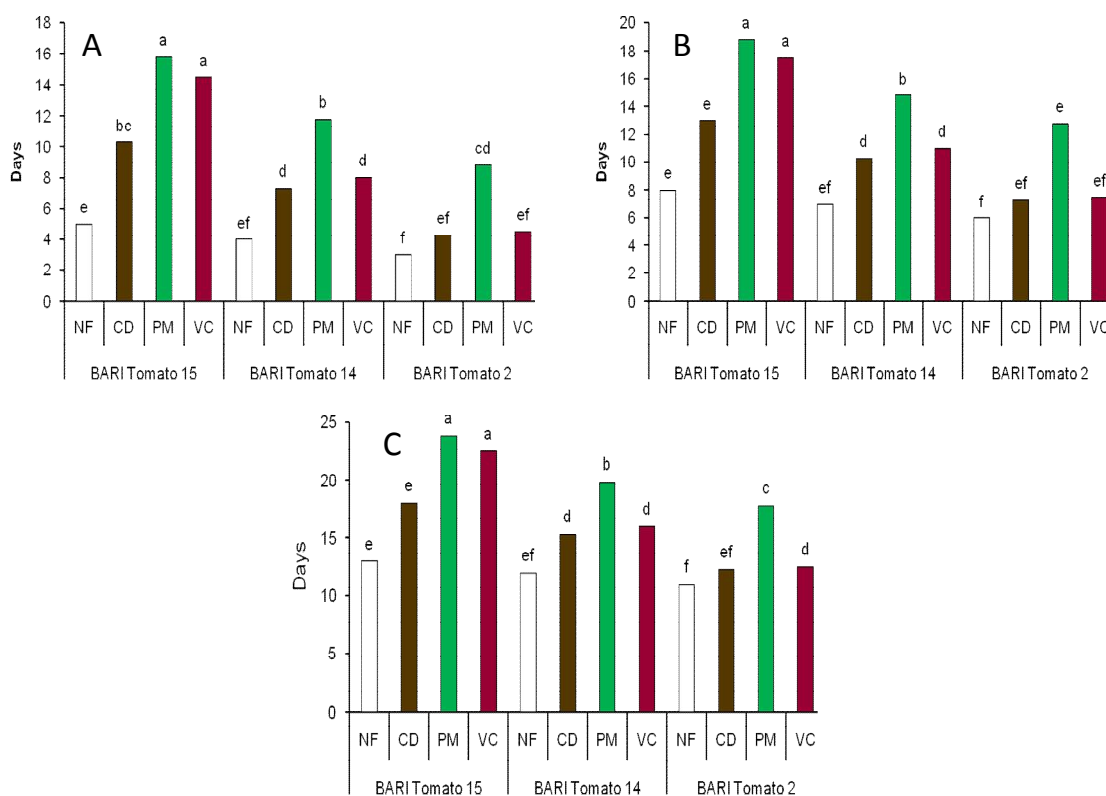 A
18
16
14
12
10
8
6
4
2
0
Days
e
bc
a
a
ef
d
b
d
f
ef
cd
ef
NF CD PM VC NF CD PM VC NF CD PM VC
BARI Tomato 15 BARI Tomato 14 BARI Tomato 2
B
20
18
16
14
12
10
8
6
4
2
0
Days
e
e
a
a
ef
d
b
d
f
ef
e
ef
NF CD PM VC NF CD PM VC NF CD PM VC
BARI Tomato 15 BARI Tomato 14 BARI Tomato 2
C
25
20
15
10
5
0
Days
e
e
a
a
ef
d
b
d
f
ef
c
d
NF CD PM VC NF CD PM VC NF CD PM VC
BARI Tomato 15 BARI Tomato 14 BARI Tomato 2